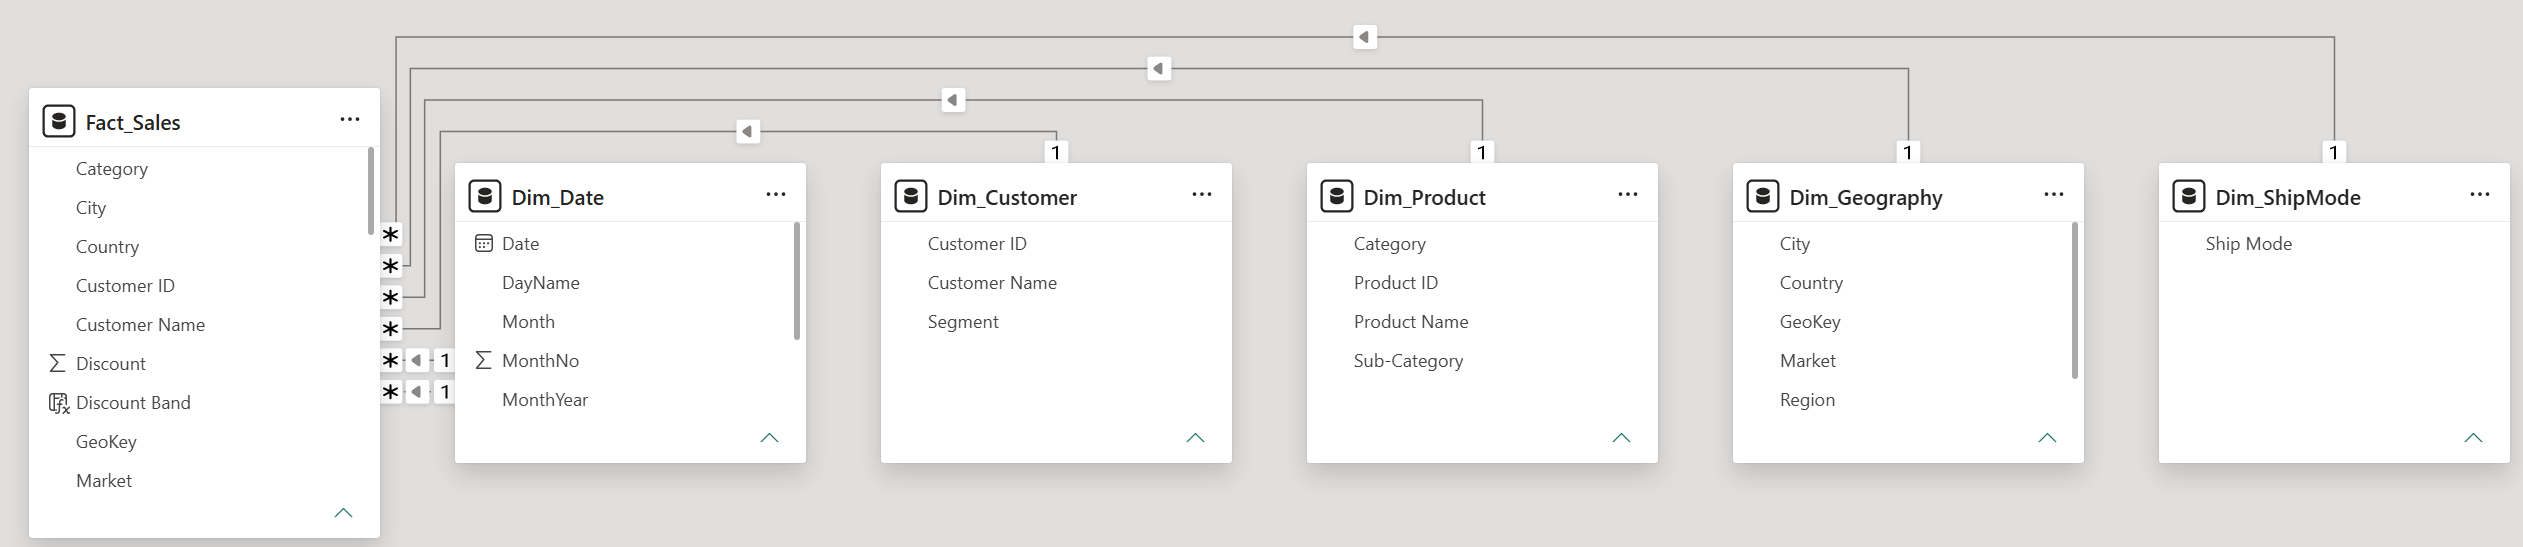 Fact_Sales
Category
City
Country
Customer ID
Customer Name
Discount
Discount Band
GeoKey
Market
*
*
*
*
* 1
* 1
Dim_Date
Date
DayName
Month
MonthNo
MonthYear
1
Dim_Customer
Customer ID
Customer Name
Segment
1
Dim_Product
Category
Product ID
Product Name
Sub-Category
1
Dim_Geography
City
Country
GeoKey
Market
Region
1
Dim_ShipMode
Ship Mode